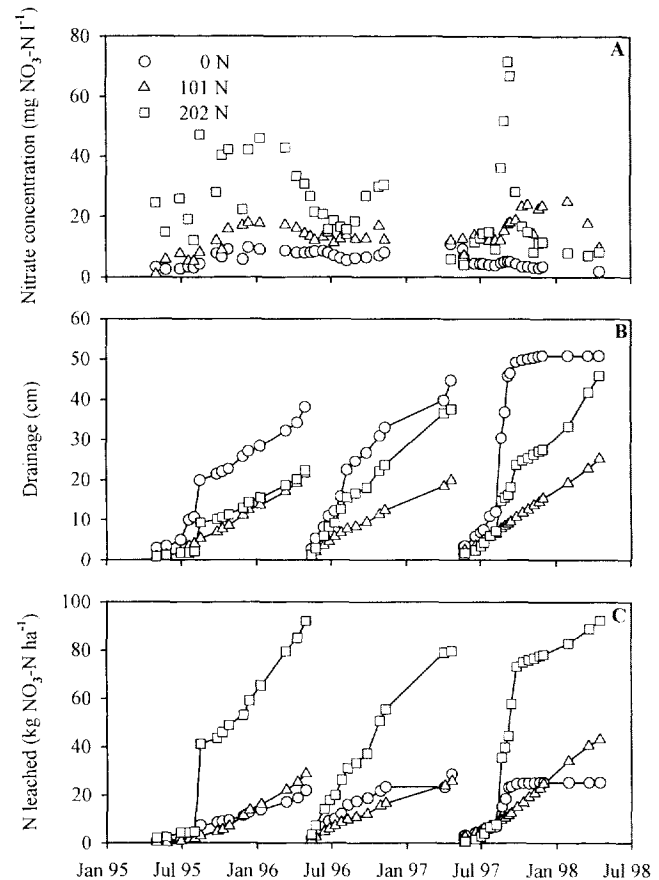 A
Nitrate concentration (mg NO₃-N l⁻¹)
80
60
40
20
0
0 N
101 N
202 N
B
Drainage (cm)
60
50
40
30
20
10
0
C
N leached (kg NO₃-N ha⁻¹)
100
80
60
40
20
0
Jan 95 Jul 95 Jan 96 Jul 96 Jan 97 Jul 97 Jan 98 Jul 98